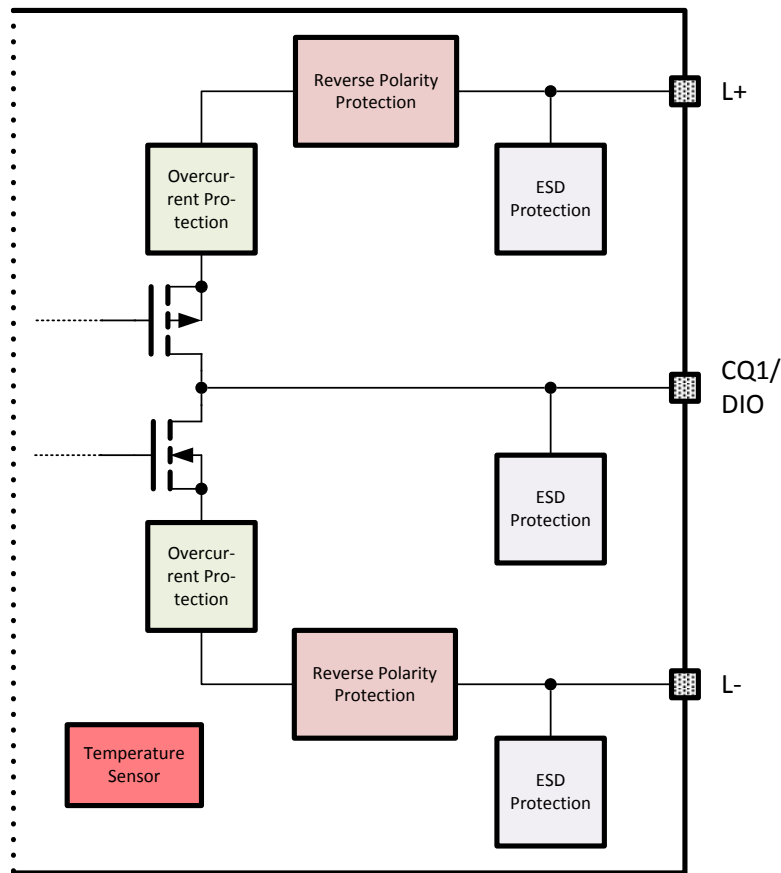 Reverse Polarity
Protection
L+
Overcur-
rent Pro-
tection
ESD
Protection
CQ1/
DIO
ESD
Protection
Overcur-
rent Pro-
tection
Reverse Polarity
Protection
L-
Temperature
Sensor
ESD
Protection